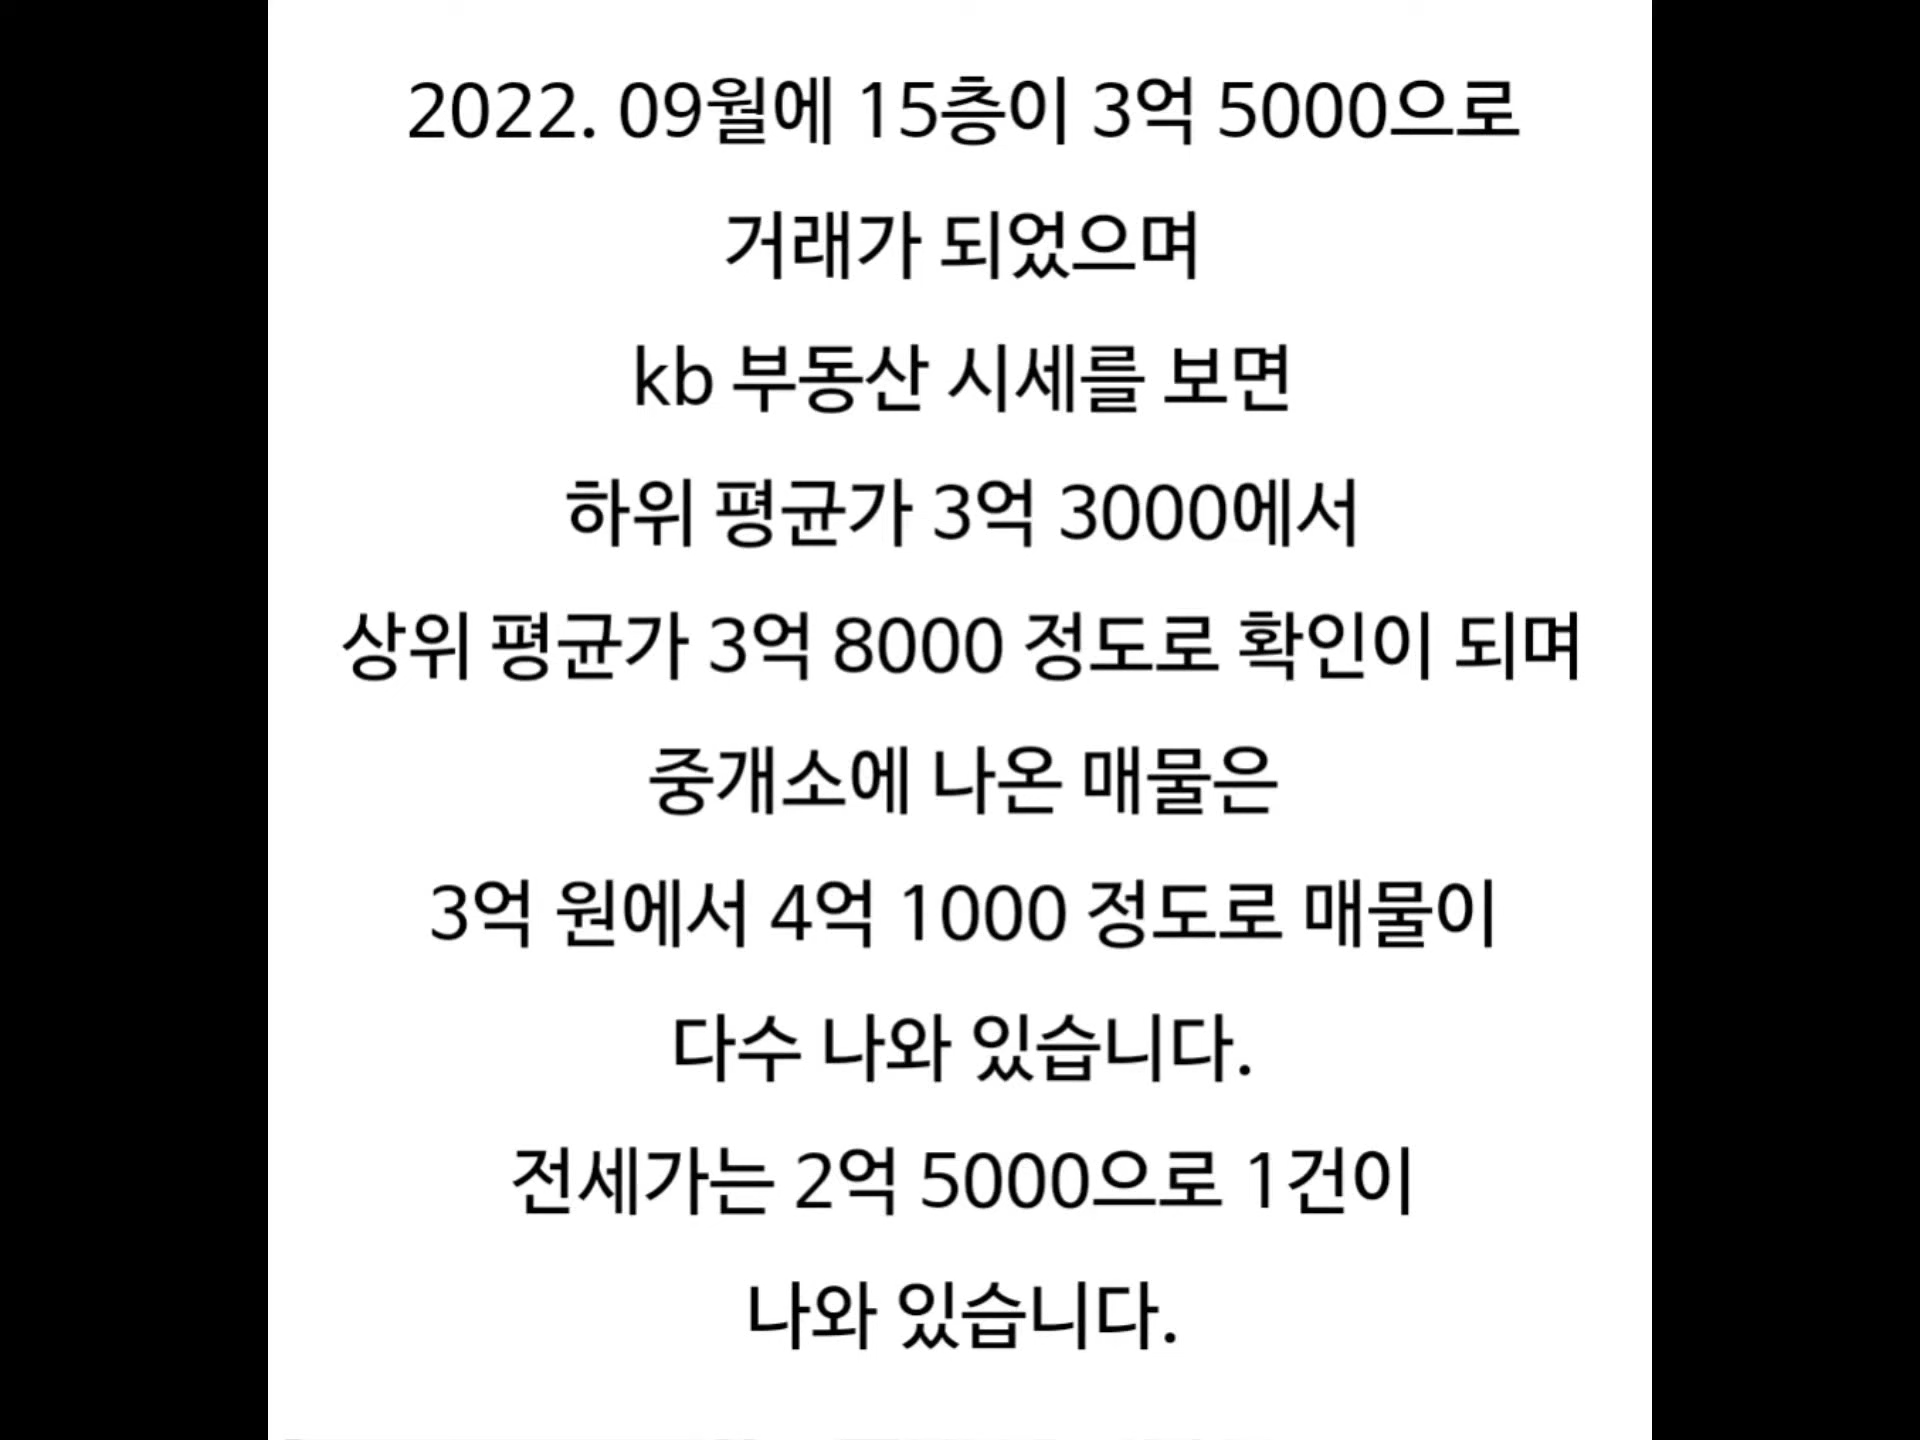 2022. 09월에 15층이 3억 5000으로
거래가 되었으며
kb 부동산 시세를 보면
하위 평균가 3억 3000에서
상위 평균가 3억 8000 정도로 확인이 되며
중개소에 나온 매물은
3억 원에서 4억 1000 정도로 매물이
다수 나와 있습니다.
전세가는 2억 5000으로 1건이
나와 있습니다.